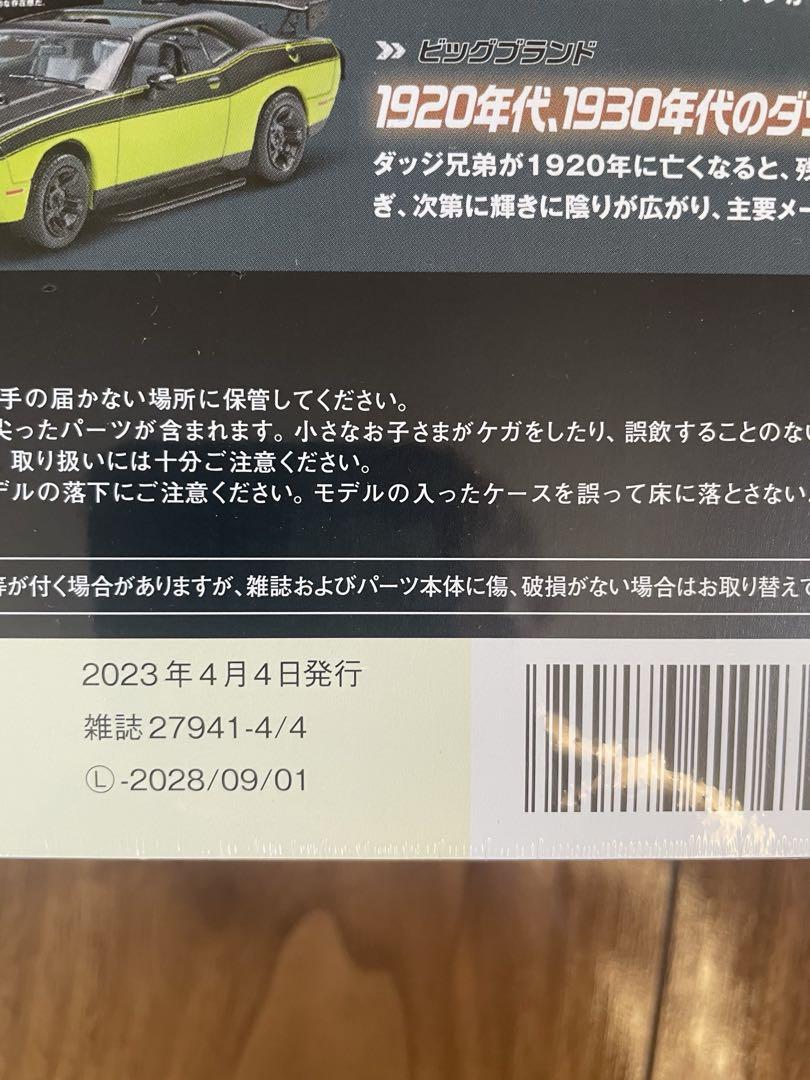 な存在感だ。
ビッグブランド
1920年代、1930年代のダ
ダッジ兄弟が1920年に亡くなると、残
ぎ、次第に輝きに陰りが広がり、主要メー
手の届かない場所に保管してください。
尖ったパーツが含まれます。小さなお子さまがケガをしたり、誤飲することのない
取り扱いには十分ご注意ください。
デルの落下にご注意ください。モデルの入ったケースを誤って床に落とさない
等が付く場合がありますが、雑誌およびパーツ本体に傷、破損がない場合はお取り替えて
2023年4月4日発行
雑誌27941-4/4
Ⓛ-2028/09/01